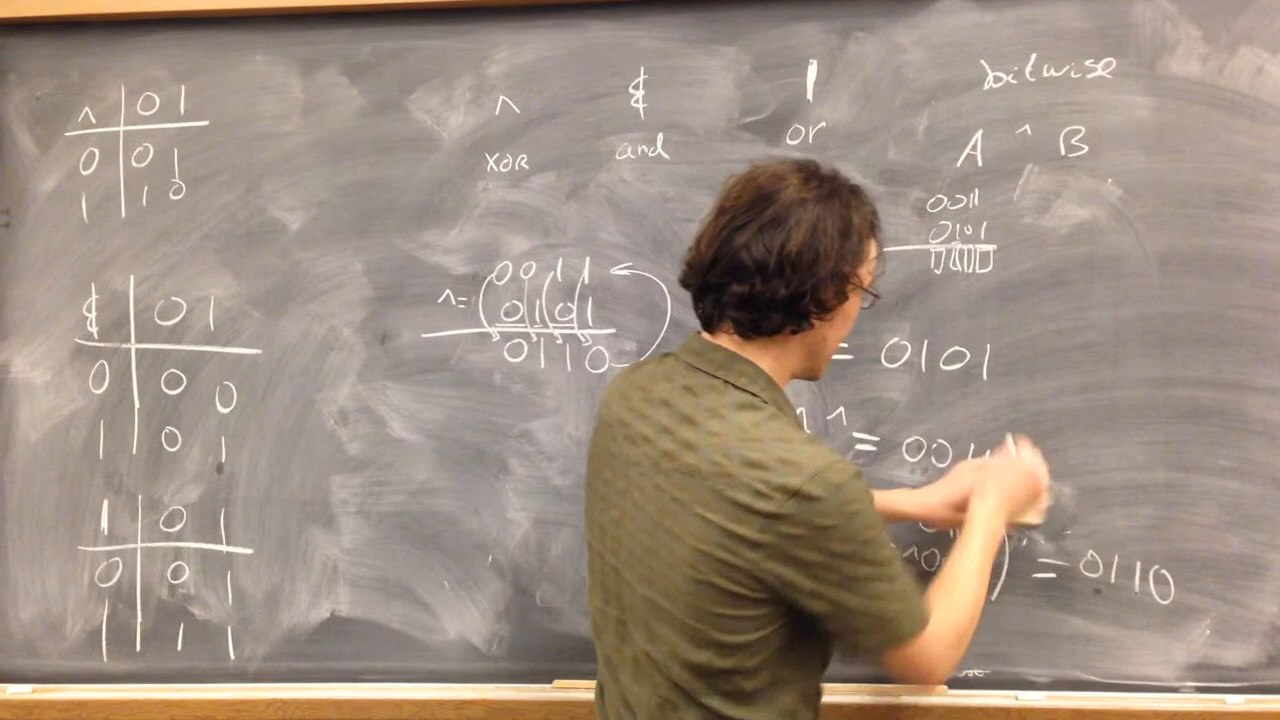 ^ | 0 1
0 | 0 1
1 | 1 0
& | 0 1
0 | 0 0
1 | 0 1
| | 0 1
0 | 0 1
1 | 1 1
^ & |
XOR and or
0011
^= 0101
0110
bitwise
A ^ B
0011
0101
= 0101
^ = 001
) = 0110